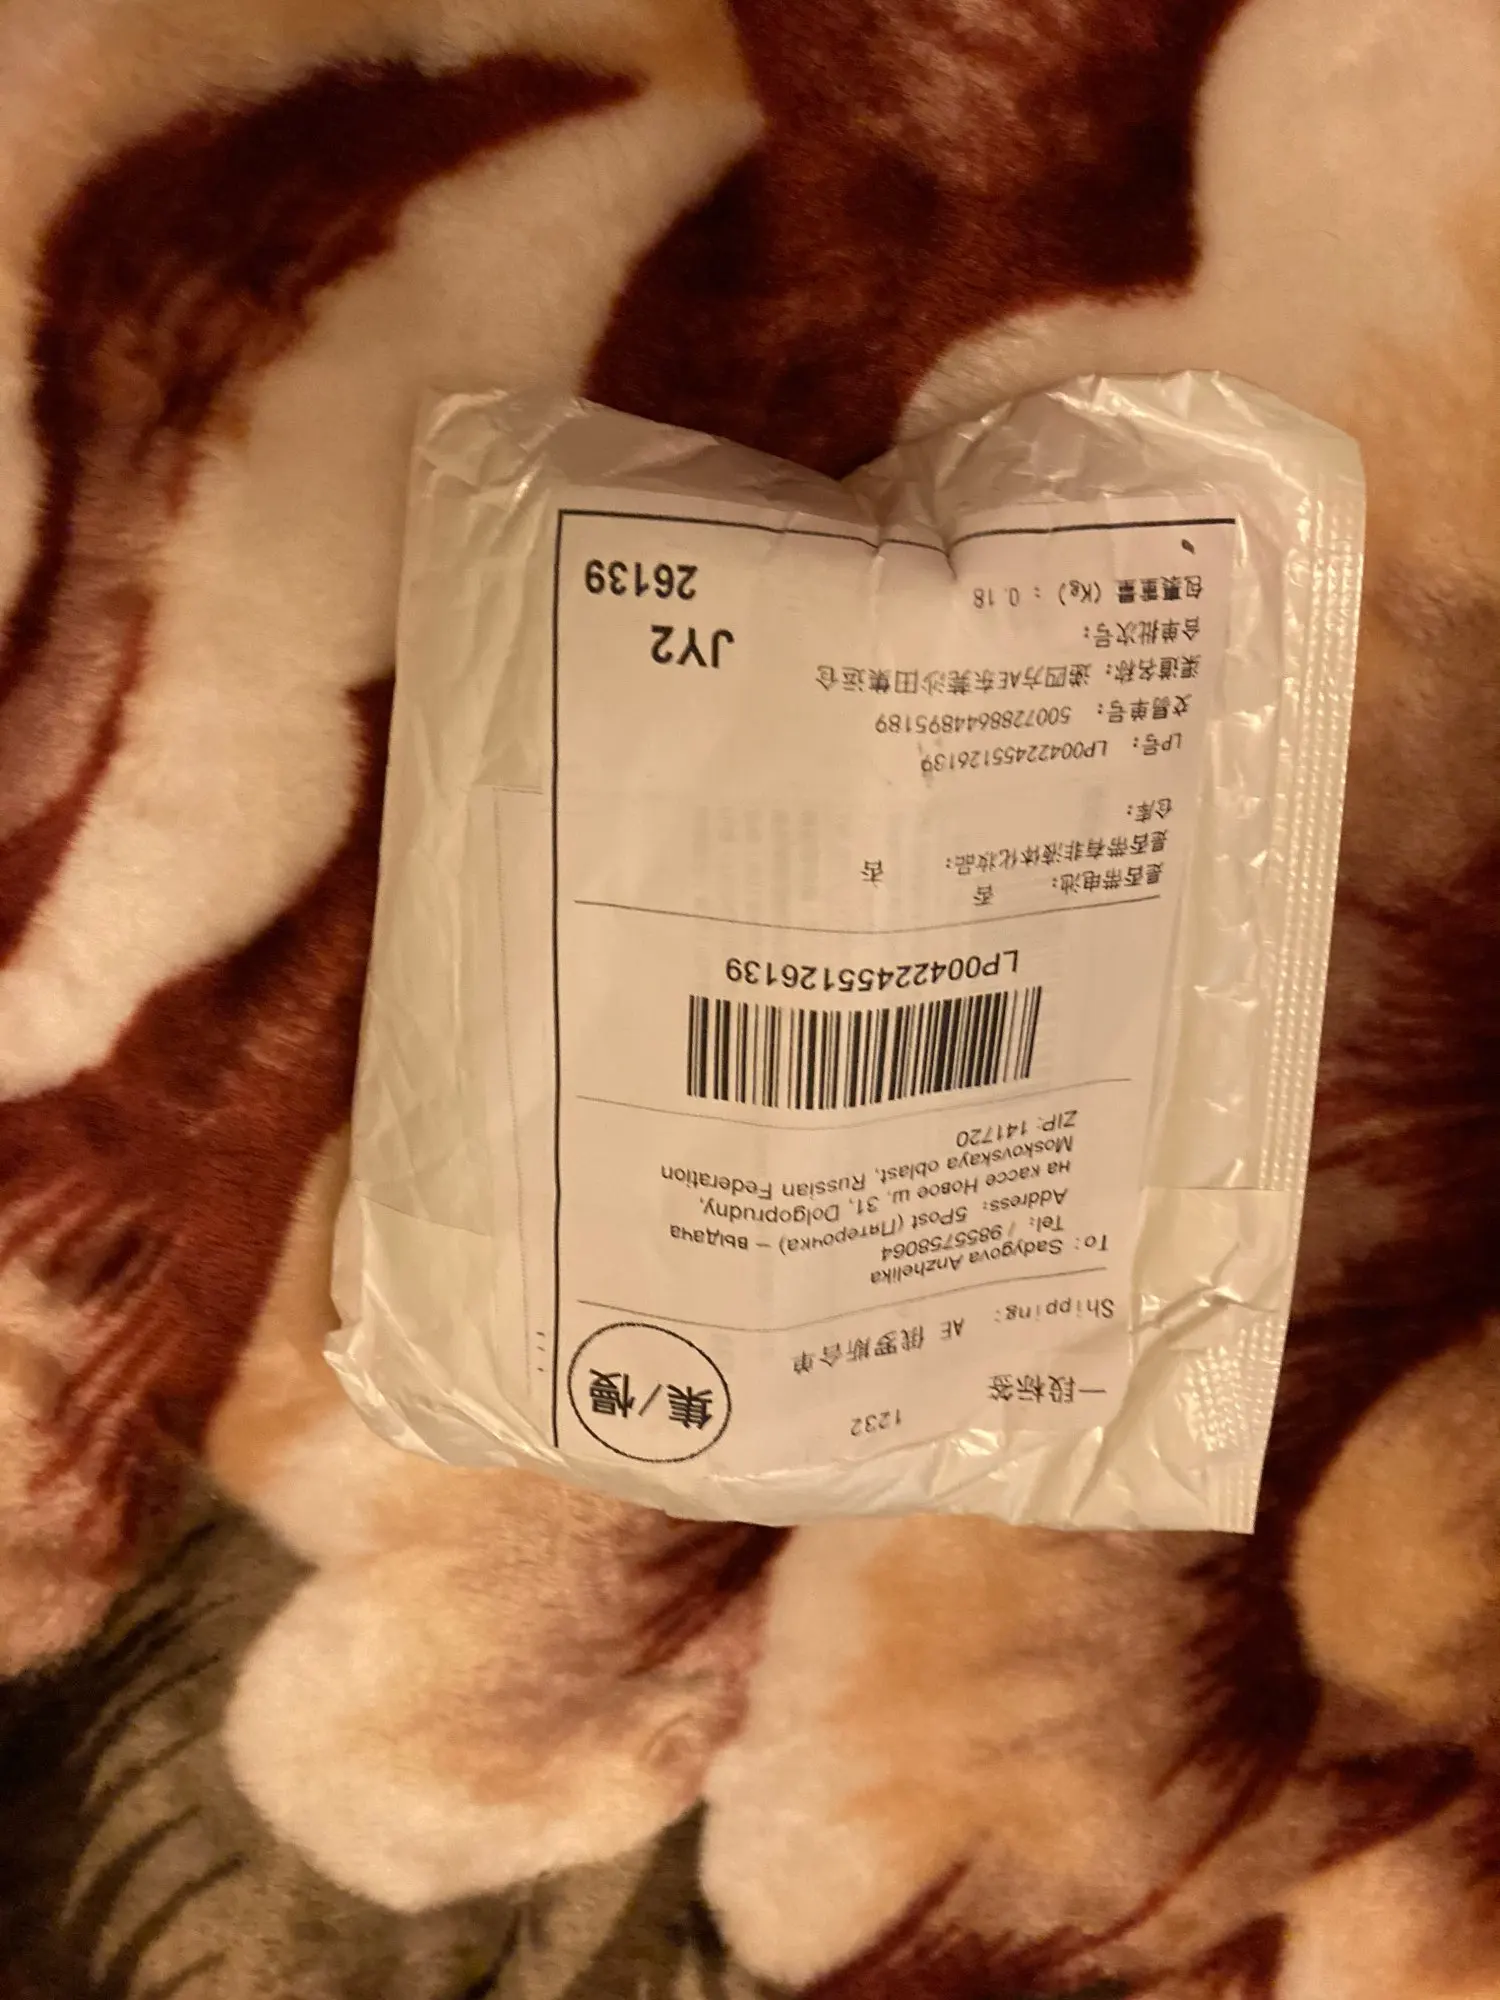 1232
一段标签
集/慢
Shipping: AE 俄罗斯合单
To: Sadygova Anzhelika
Tel: / 9855758064
Address: 5Post (Пятерочка) – выдача
на кассе Новое ш, 31, Dolgoprudny,
Moskovskaya oblast, Russian Federation
ZIP: 141720
LP00422455126139
是否带电池: 否
是否带有非液体化妆品: 否
仓库:
LP号: LP00422455126139
交易单号: 5007288644895189
渠道名称: 递四方AE东莞沙田集运仓
合单批次号:
包裹重量 (Kg) : 0.18
JY2
26139